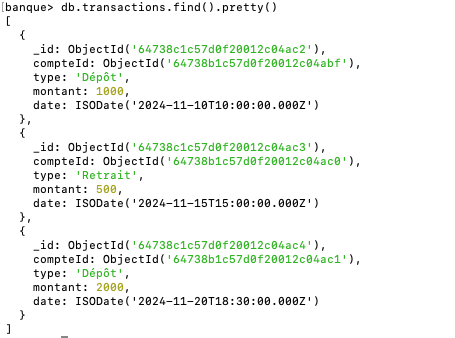 [banque> db.transactions.find().pretty()
[
  {
    _id: ObjectId('64738c1c57d0f20012c04ac2'),
    compteId: ObjectId('64738b1c57d0f20012c04abf'),
    type: 'Dépôt',
    montant: 1000,
    date: ISODate('2024-11-10T10:00:00.000Z')
  },
  {
    _id: ObjectId('64738c1c57d0f20012c04ac3'),
    compteId: ObjectId('64738b1c57d0f20012c04ac0'),
    type: 'Retrait',
    montant: 500,
    date: ISODate('2024-11-15T15:00:00.000Z')
  },
  {
    _id: ObjectId('64738c1c57d0f20012c04ac4'),
    compteId: ObjectId('64738b1c57d0f20012c04ac1'),
    type: 'Dépôt',
    montant: 2000,
    date: ISODate('2024-11-20T18:30:00.000Z')
  }
]